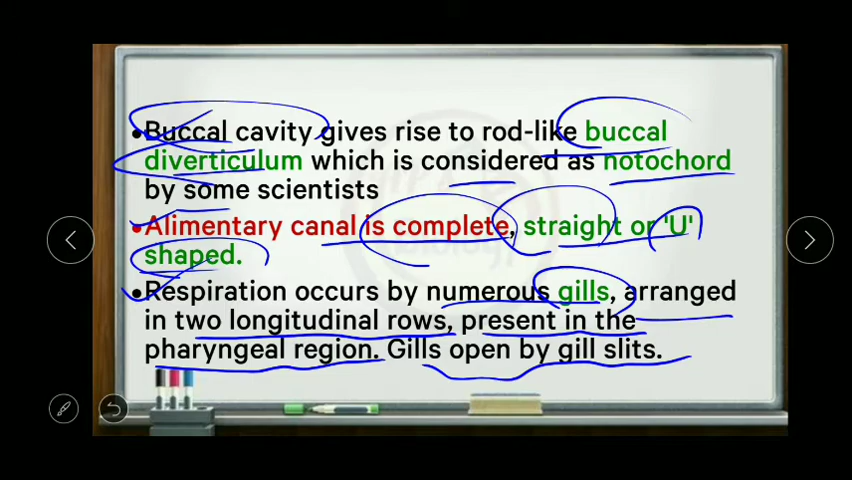 •Buccal cavity gives rise to rod-like buccal
diverticulum which is considered as notochord
by some scientists
•Alimentary canal is complete, straight or 'U'
shaped.
•Respiration occurs by numerous gills, arranged
in two longitudinal rows, present in the
pharyngeal region. Gills open by gill slits.